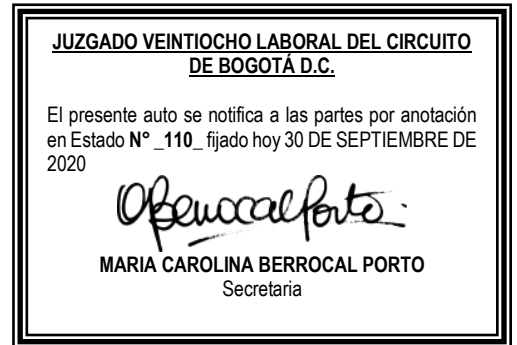 JUZGADO VEINTIOCHO LABORAL DEL CIRCUITO
DE BOGOTÁ D.C.
El presente auto se notifica a las partes por anotación
en Estado N° _110_ fijado hoy 30 DE SEPTIEMBRE DE
2020
MARIA CAROLINA BERROCAL PORTO
Secretaria